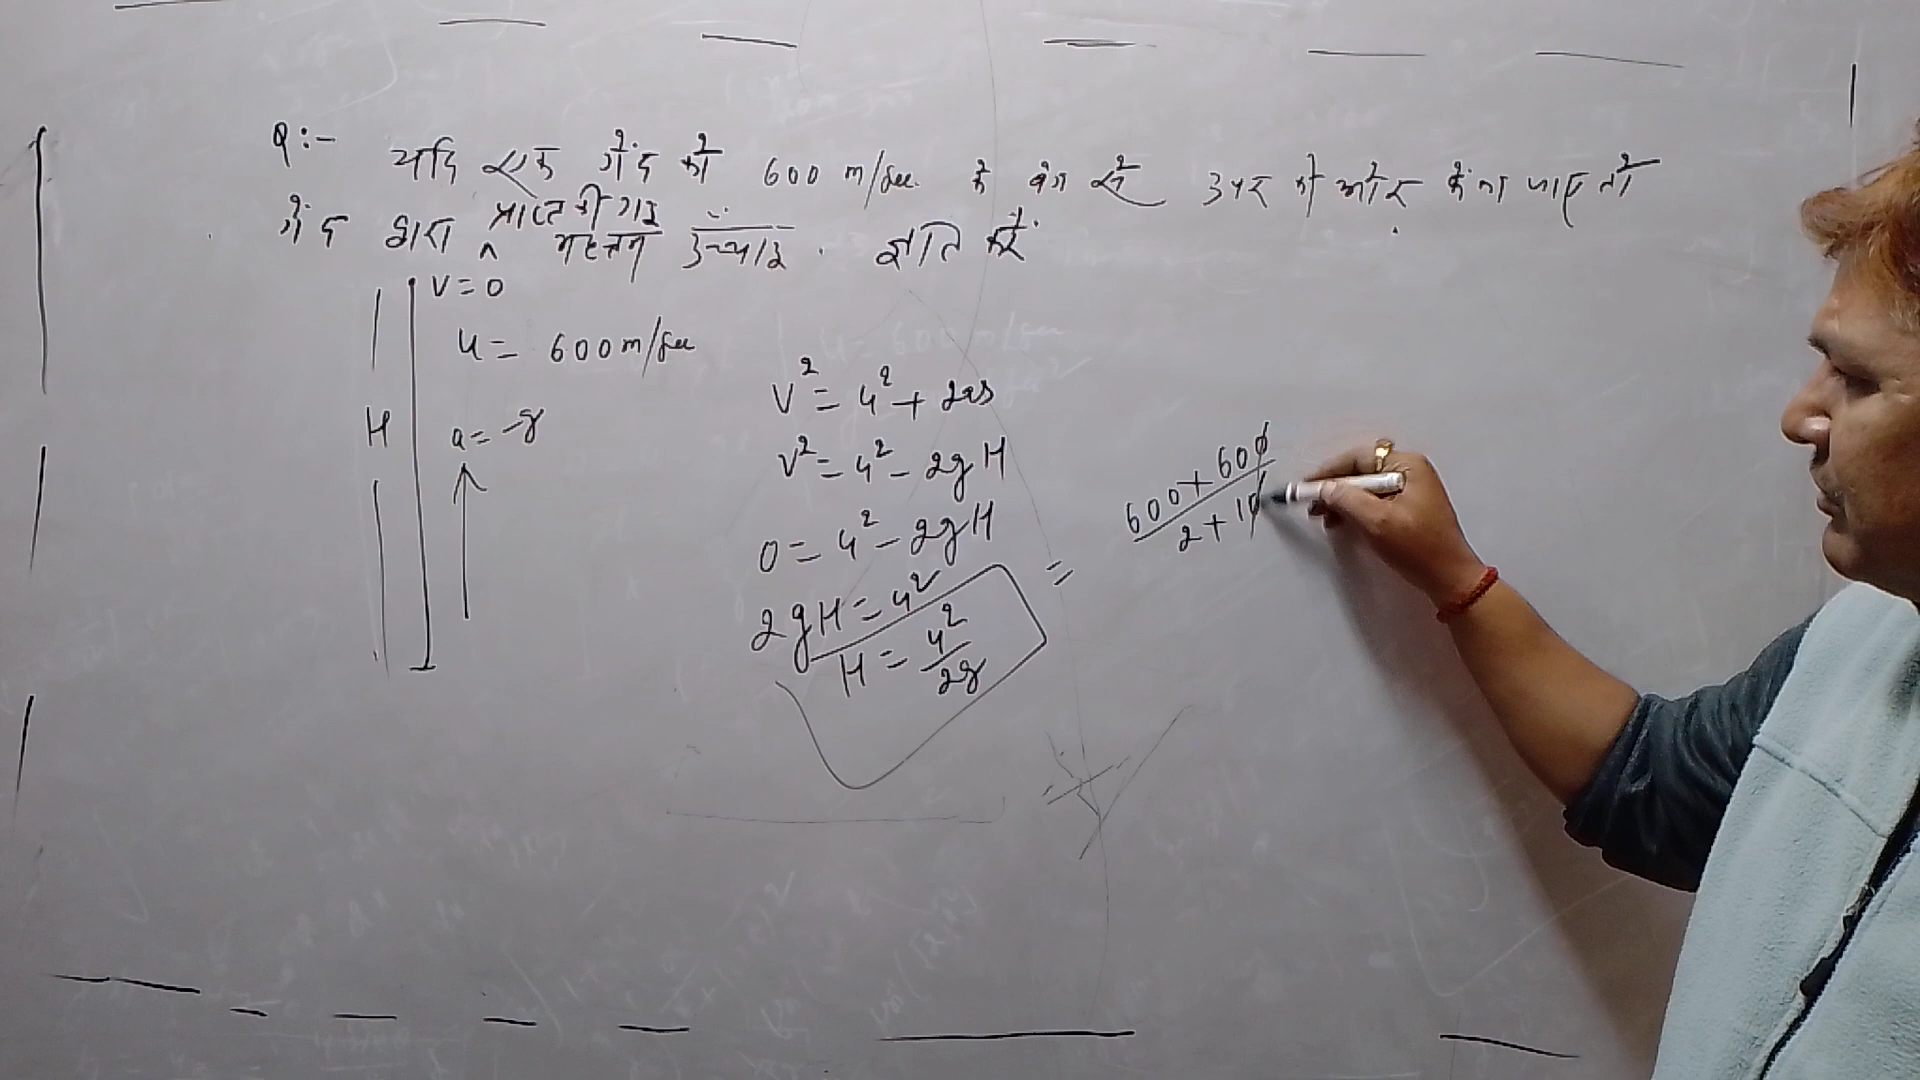 Q:- यदि एक गेंद को 600 m/sec. के वेग से ऊपर की ओर फेंका जाए तो
गेंद द्वारा प्राप्त की गई महत्तम ऊँचाई . ज्ञात करें
V = 0
u = 600 m/sec
H
a = -g
V² = u² + 2as
V² = u² - 2gH
0 = u² - 2gH
2gH = u²
H = u²/2g
= 600 + 600 / 2 + 10